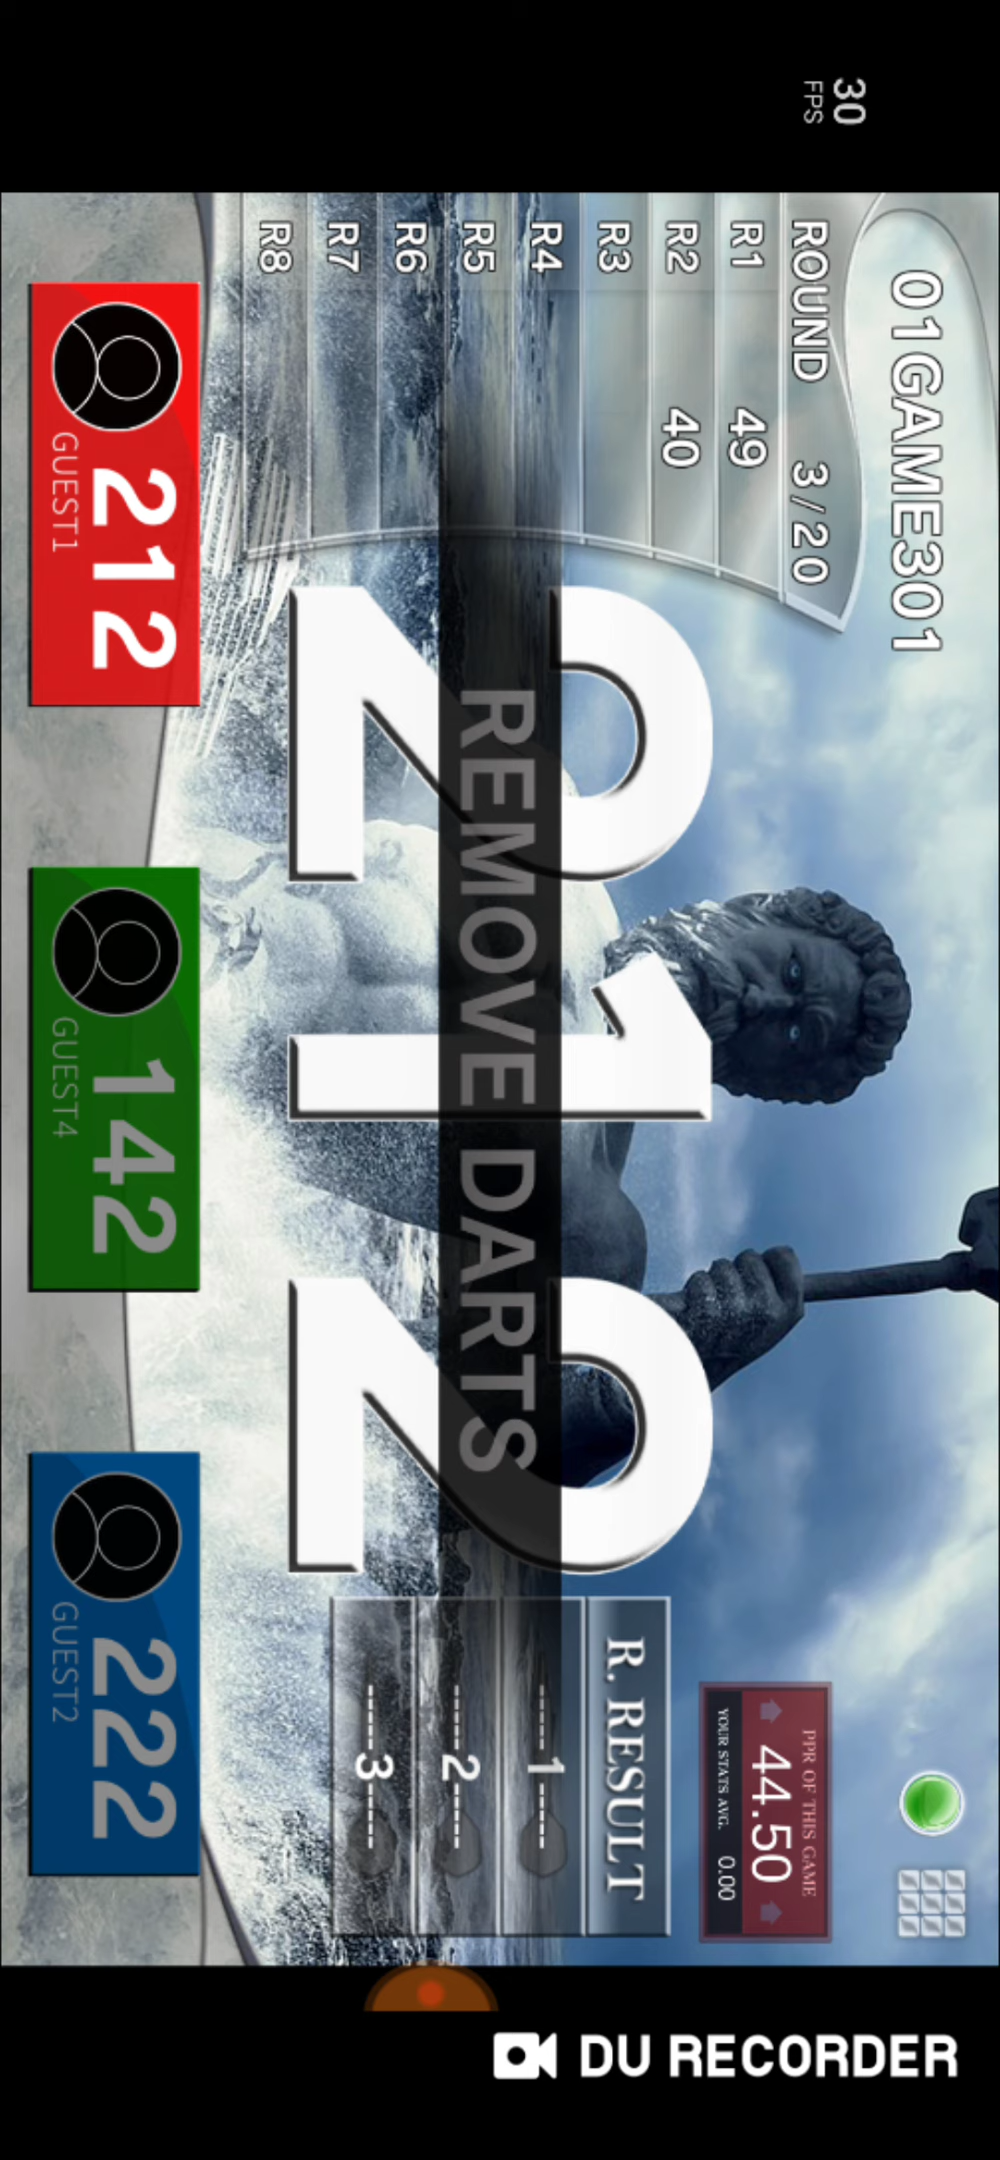 30
FPS
01GAME301
ROUND 3/20
R1 49
R2 40
R3
R4
R5
R6
R7
R8
212
REMOVE DARTS
PPR OF THIS GAME
44.50
YOUR STATS AVG. 0.00
R. RESULT
1
2
3
212
GUEST1
142
GUEST4
222
GUEST2
DU RECORDER